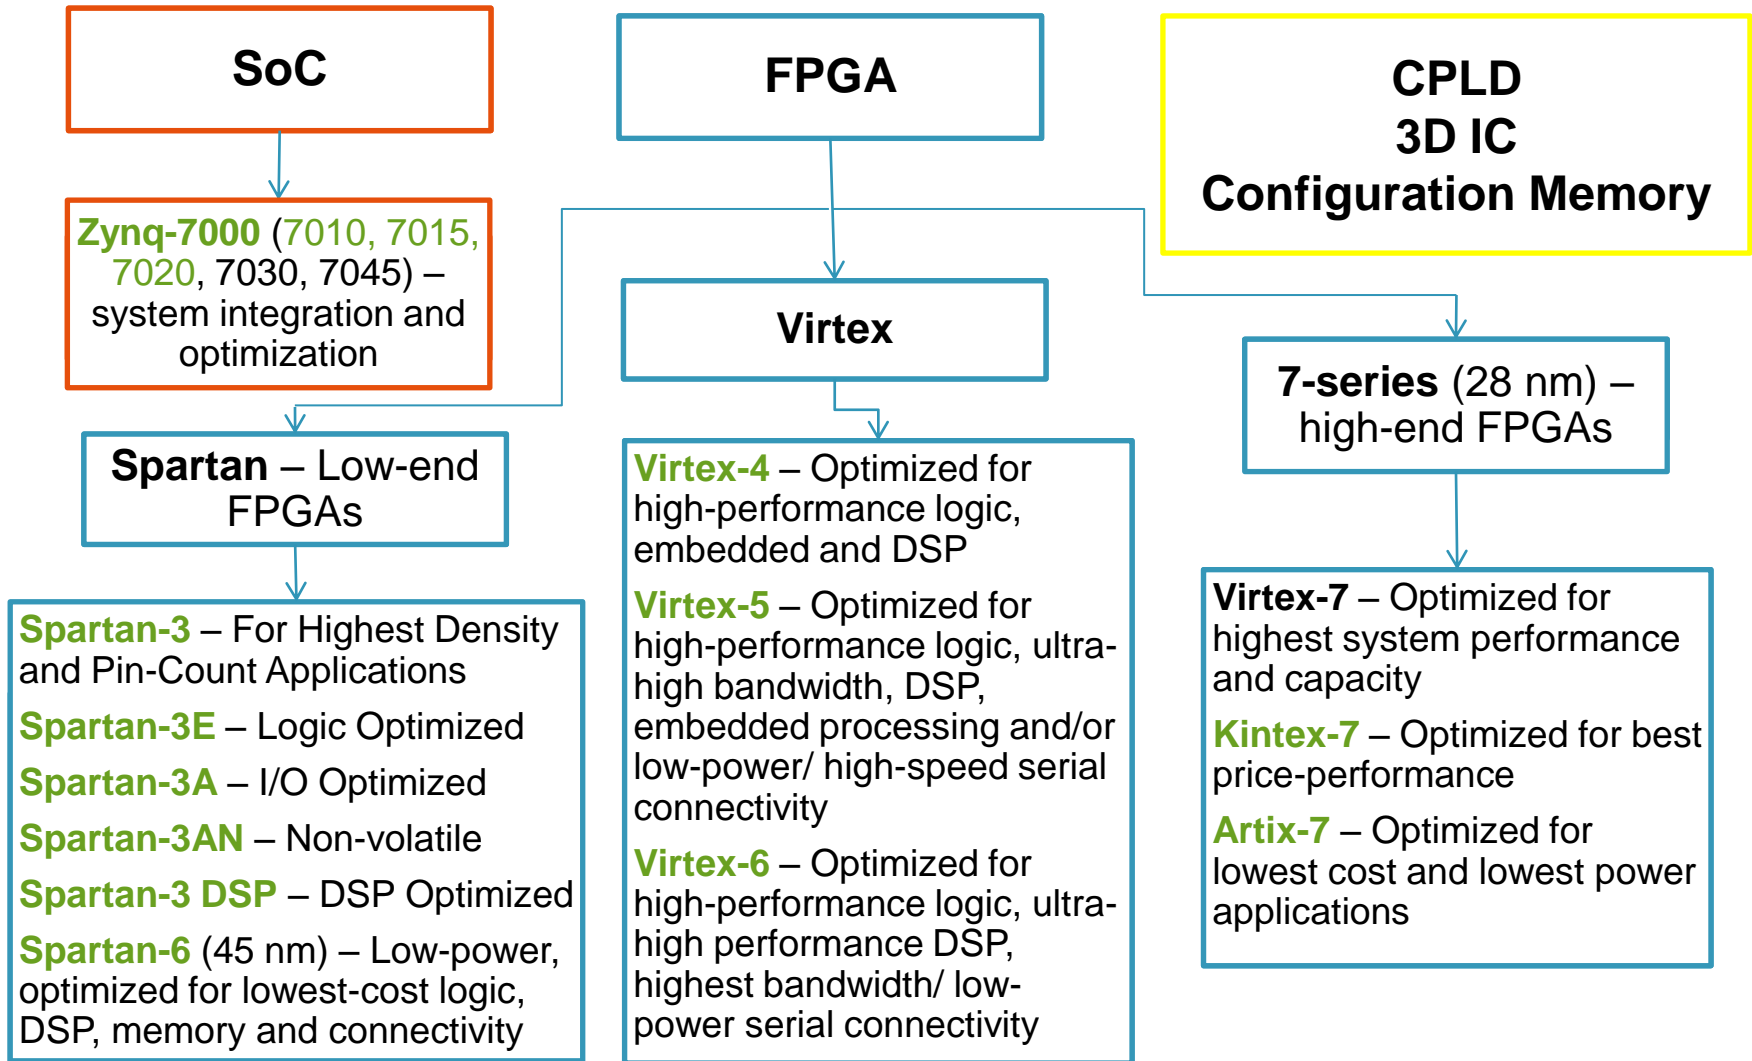 SoC
FPGA
CPLD
3D IC
Configuration Memory
Zynq-7000 (7010, 7015,
7020, 7030, 7045) –
system integration and
optimization
Virtex
7-series (28 nm) –
high-end FPGAs
Spartan – Low-end
FPGAs
Spartan-3 – For Highest Density
and Pin-Count Applications
Spartan-3E – Logic Optimized
Spartan-3A – I/O Optimized
Spartan-3AN – Non-volatile
Spartan-3 DSP – DSP Optimized
Spartan-6 (45 nm) – Low-power,
optimized for lowest-cost logic,
DSP, memory and connectivity
Virtex-4 – Optimized for
high-performance logic,
embedded and DSP
Virtex-5 – Optimized for
high-performance logic, ultra-
high bandwidth, DSP,
embedded processing and/or
low-power/ high-speed serial
connectivity
Virtex-6 – Optimized for
high-performance logic, ultra-
high performance DSP,
highest bandwidth/ low-
power serial connectivity
Virtex-7 – Optimized for
highest system performance
and capacity
Kintex-7 – Optimized for best
price-performance
Artix-7 – Optimized for
lowest cost and lowest power
applications